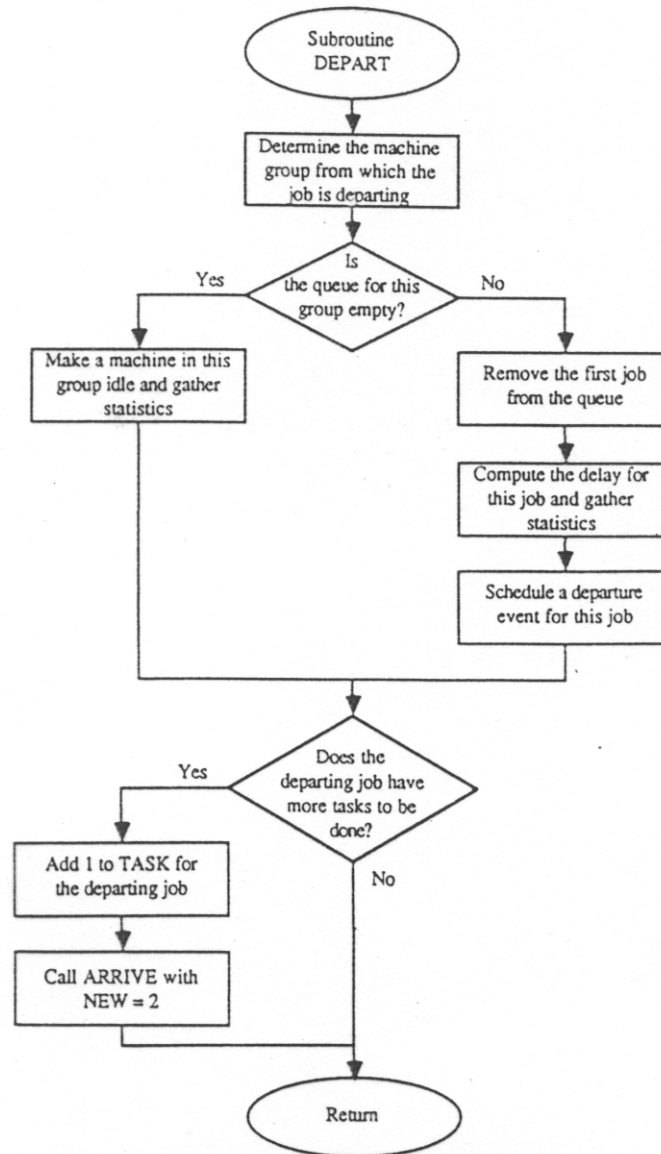 Subroutine
DEPART
Determine the machine
group from which the
job is departing
Is
the queue for this
group empty?
Yes
No
Make a machine in this
group idle and gather
statistics
Remove the first job
from the queue
Compute the delay for
this job and gather
statistics
Schedule a departure
event for this job
Does the
departing job have
more tasks to be
done?
Yes
No
Add 1 to TASK for
the departing job
Call ARRIVE with
NEW = 2
Return